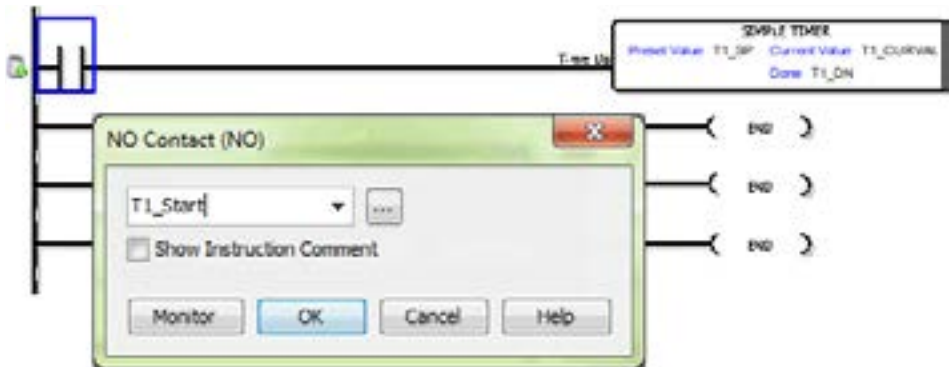 SIMPLE TIMER
Preset Value T1_SP Current Value T1_CURVAL
Done T1_DN
NO Contact (NO)
END
T1_Start
END
Show Instruction Comment
END
Monitor OK Cancel Help